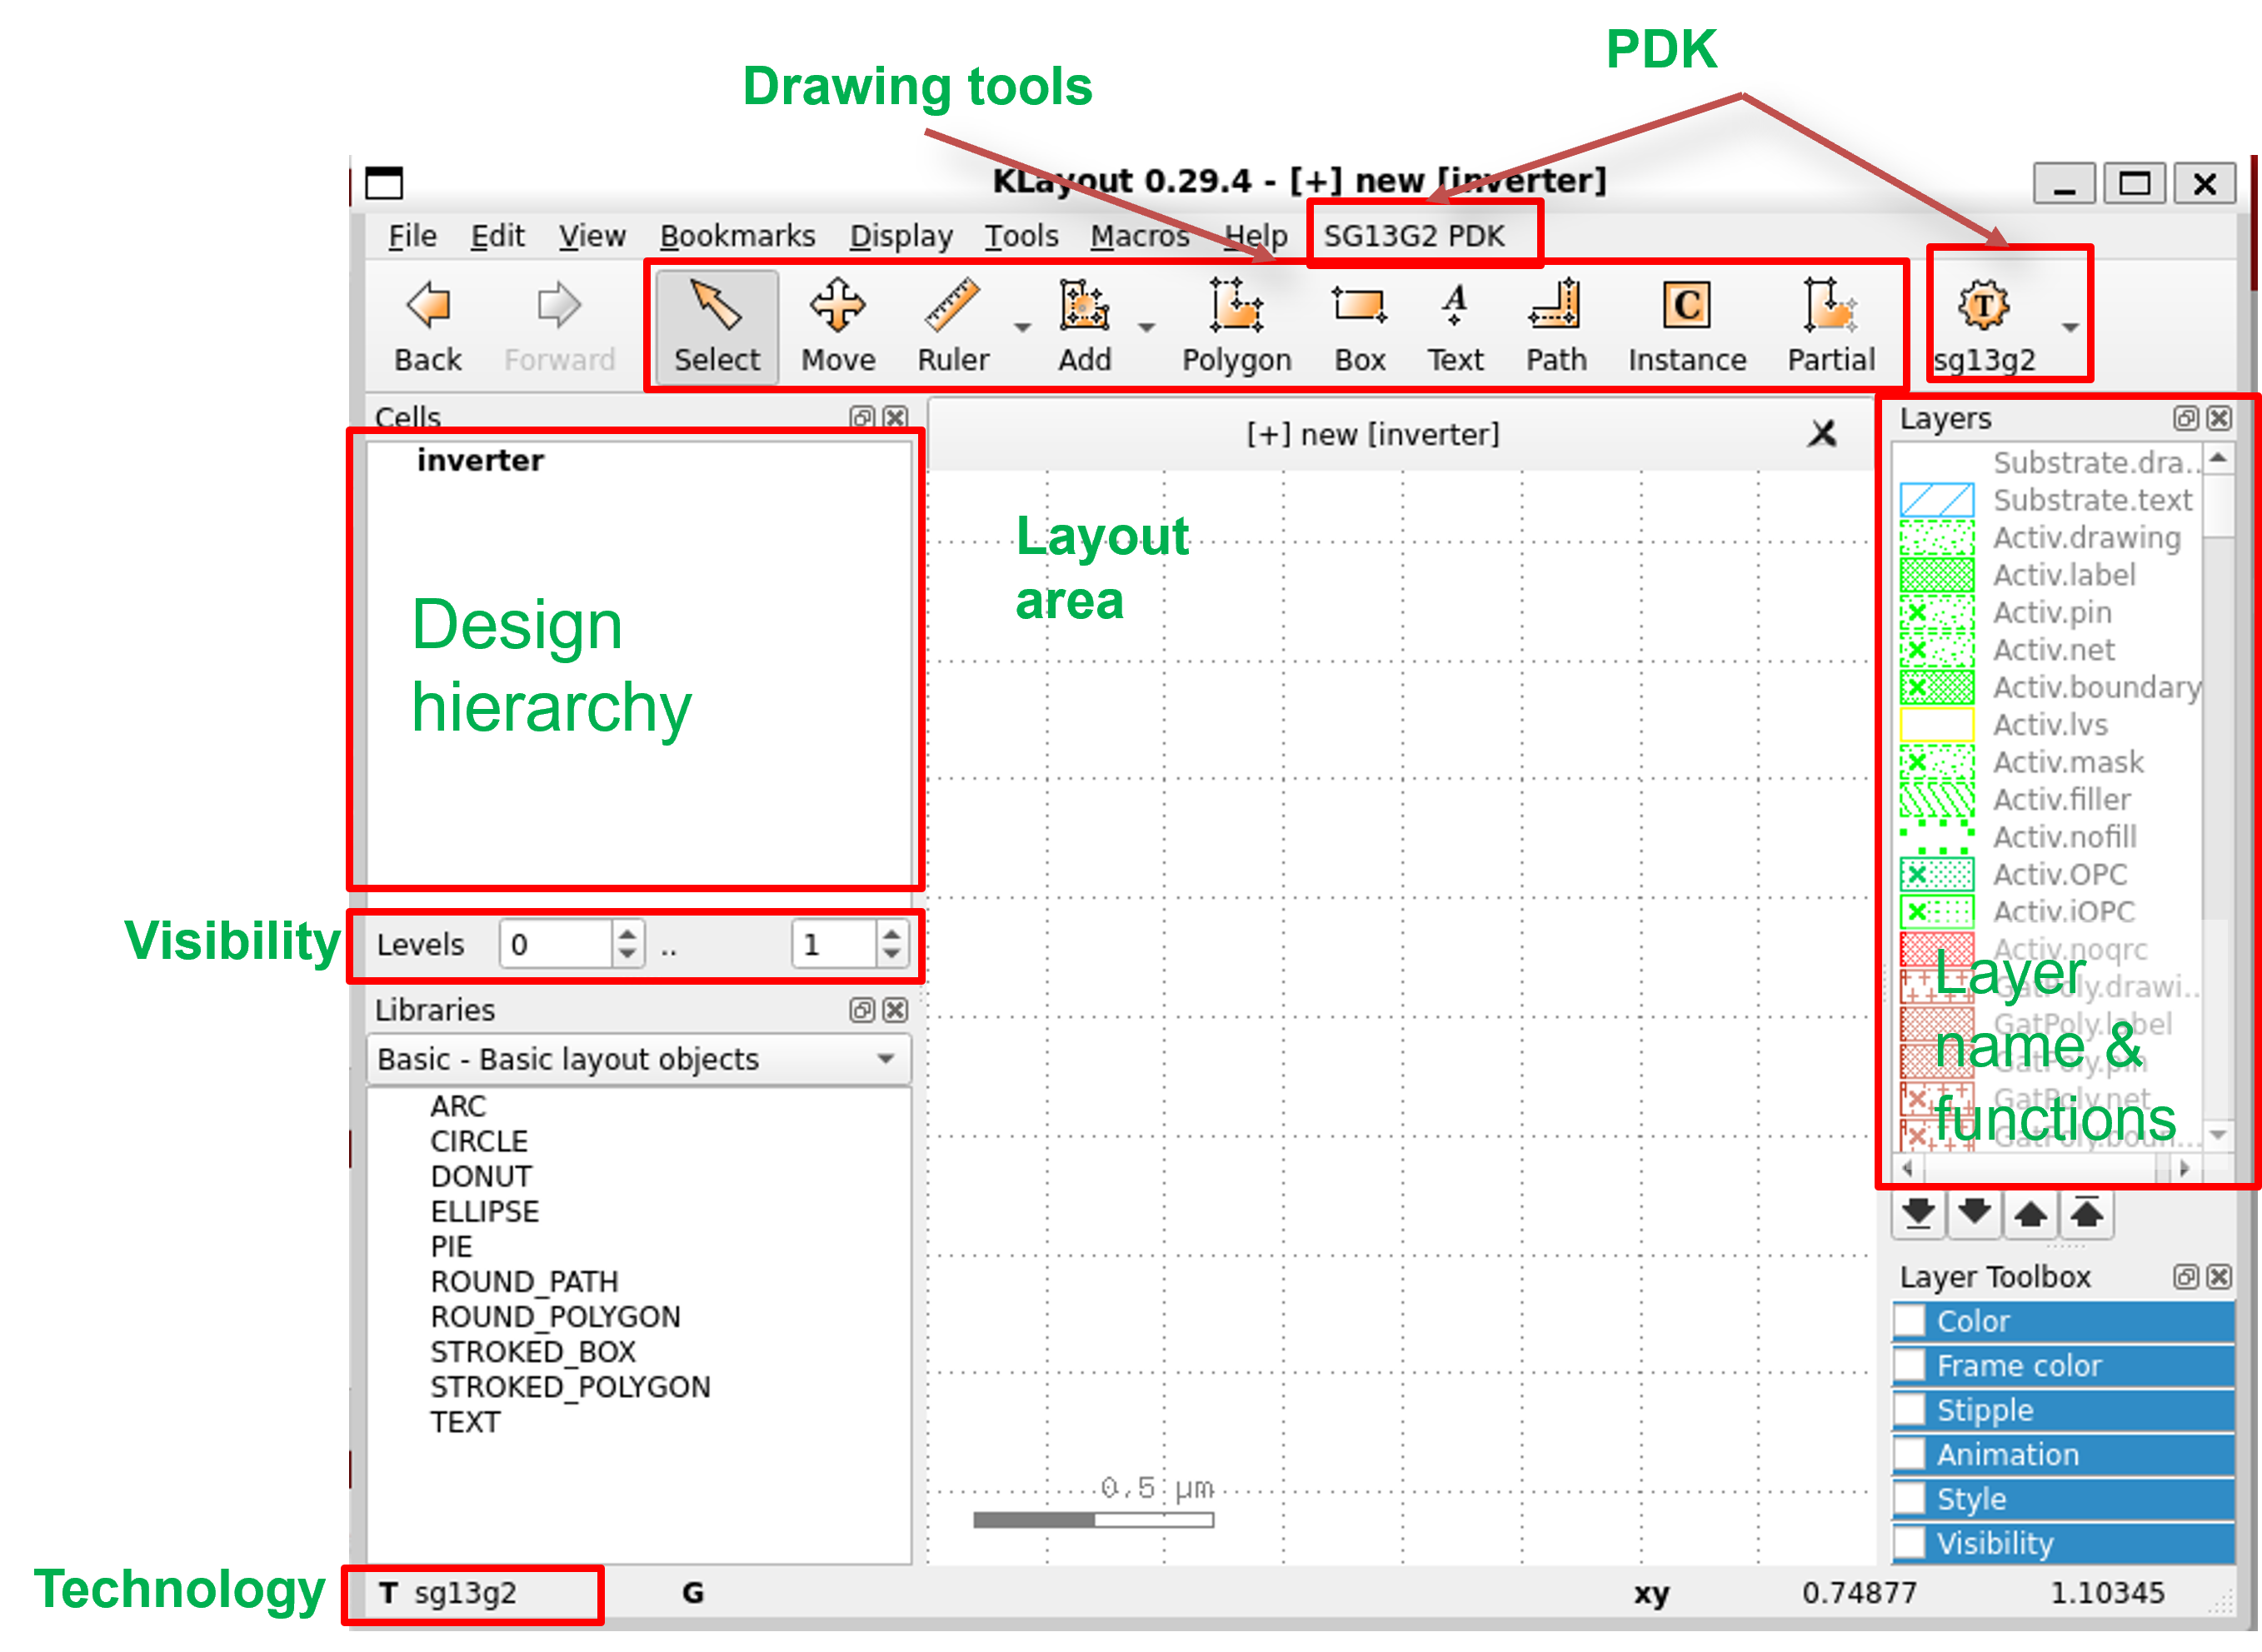 PDK
Drawing tools
KLayout 0.29.4 - [+] new [inverter]
File Edit View Bookmarks Display Tools Macros Help SG13G2 PDK
Back Forward Select Move Ruler Add Polygon Box Text Path Instance Partial sg13g2
Cells
inverter
Design
hierarchy
Visibility
Levels 0 .. 1
Libraries
Basic - Basic layout objects
ARC
CIRCLE
DONUT
ELLIPSE
PIE
ROUND_PATH
ROUND_POLYGON
STROKED_BOX
STROKED_POLYGON
TEXT
[+] new [inverter]
Layout
area
0.5 µm
Layers
Substrate.dra..
Substrate.text
Activ.drawing
Activ.label
Activ.pin
Activ.net
Activ.boundary
Activ.lvs
Activ.mask
Activ.filler
Activ.nofill
Activ.OPC
Activ.iOPC
Activ.noqrc
GatPoly.drawi..
GatPoly.label
GatPoly.pin
GatPoly.net
GatPoly.boun...
Layer
name &
functions
Layer Toolbox
Color
Frame color
Stipple
Animation
Style
Visibility
Technology
T sg13g2 G xy 0.74877 1.10345